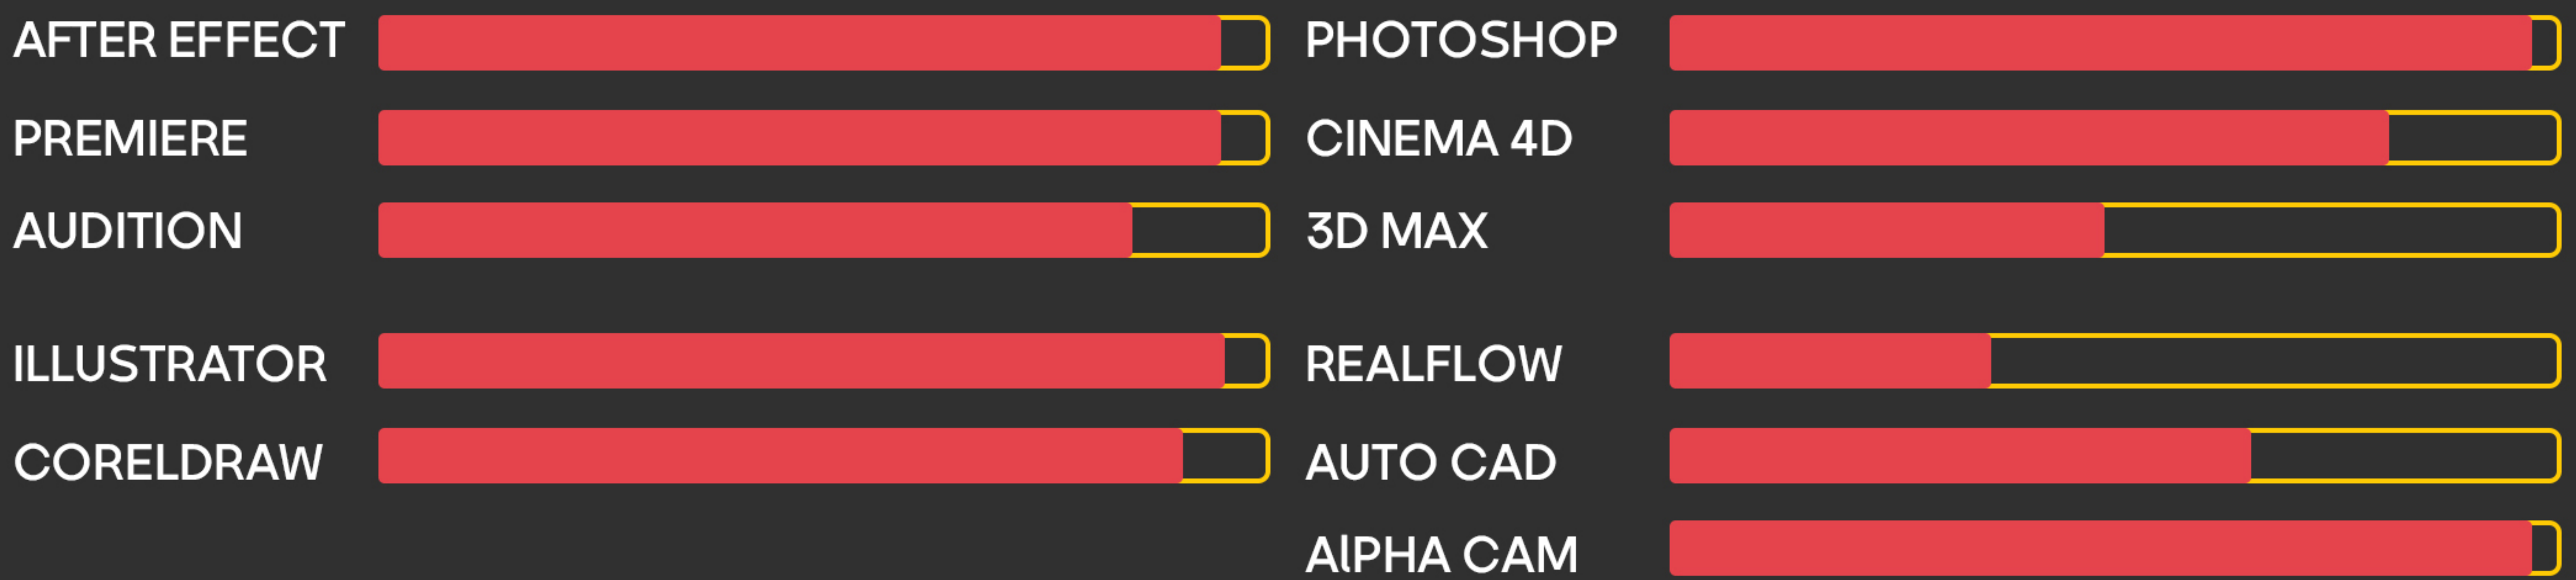 AFTER EFFECT
PREMIERE
AUDITION
ILLUSTRATOR
CORELDRAW
PHOTOSHOP
CINEMA 4D
3D MAX
REALFLOW
AUTO CAD
AlPHA CAM